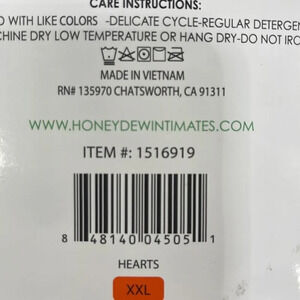 CARE INSTRUCTIONS:
WITH LIKE COLORS -DELICATE CYCLE-REGULAR DETERGEN
CHINE DRY LOW TEMPERATURE OR HANG DRY-DO NOT IRO
MADE IN VIETNAM
RN# 135970 CHATSWORTH, CA 91311
WWW.HONEYDEWINTIMATES.COM
ITEM #: 1516919
8 48140 04505 1
HEARTS
XXL